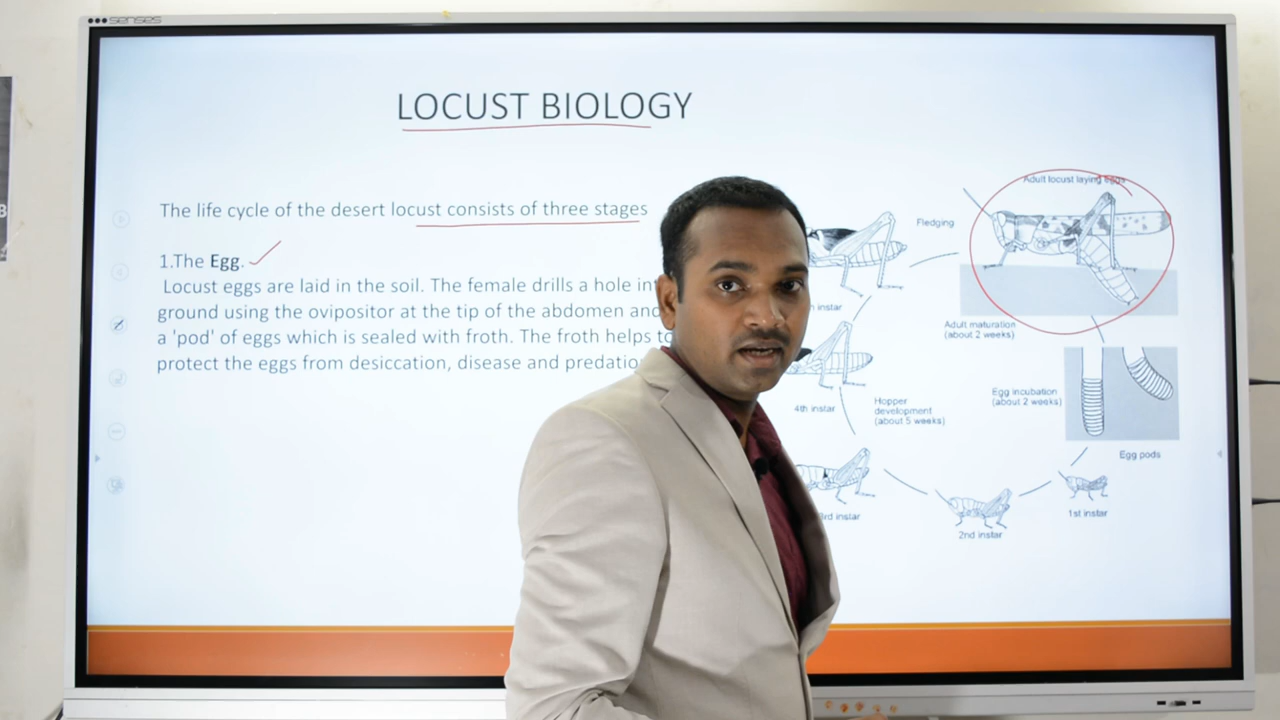 senses
LOCUST BIOLOGY
The life cycle of the desert locust consists of three stages
1.The Egg.
Locust eggs are laid in the soil. The female drills a hole
ground using the ovipositor at the tip of the abdomen and
a 'pod' of eggs which is sealed with froth. The froth helps
protect the eggs from desiccation, disease and
Adult locust laying eggs
Fledging
instar
Adult maturation
(about 2 weeks)
Egg incubation
(about 2 weeks)
4th instar
Hopper
development
(about 5 weeks)
Egg pods
3rd instar
1st instar
2nd instar
B